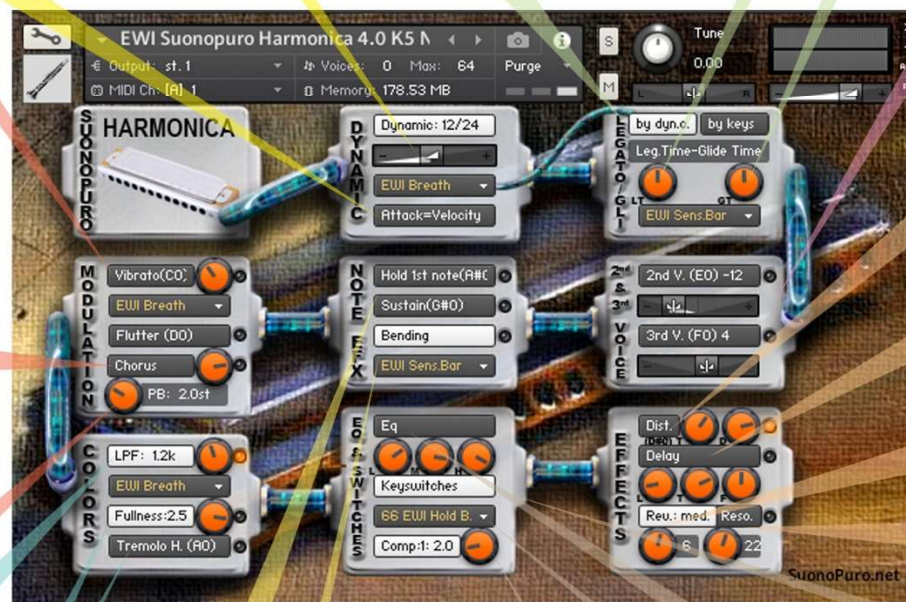 EWI Suonopuro Harmonica 4.0 K5 N
S
Tune
Output: st.1
Voices: 0 Max: 64
Purge
0.00
MIDI Ch: [A] 1
Memory: 178.53 MB
M
L R
SUONOPURO
HARMONICA
DYNAMIC
Dynamic: 12/24
- +
EWI Breath
Attack=Velocity
LEGATO/GLI
by dyn.c. by keys
Leg.Time-Glide Time
LT GT
EWI Sens.Bar
MODULATION
Vibrato(C0)
EWI Breath
Flutter (D0)
Chorus
PB: 2.0st
NOTE FFX
Hold 1st note(A#0
Sustain(G#0)
Bending
EWI Sens.Bar
2nd & 3rd VOICE
2nd V. (E0) -12
- +
3rd V. (F0) 4
COLORS
LPF: 1.2k
EWI Breath
Fullness:2.5
Tremolo H. (A0)
EQ & SWITCHES
Eq
L M H
Keyswitches
66 EWI Hold B.
Comp:1: 2.0
EFFECTS
Dist.
(D#0) T D
Delay
L T F
Rev.: med. Reso.
6 22
SuonoPuro.net